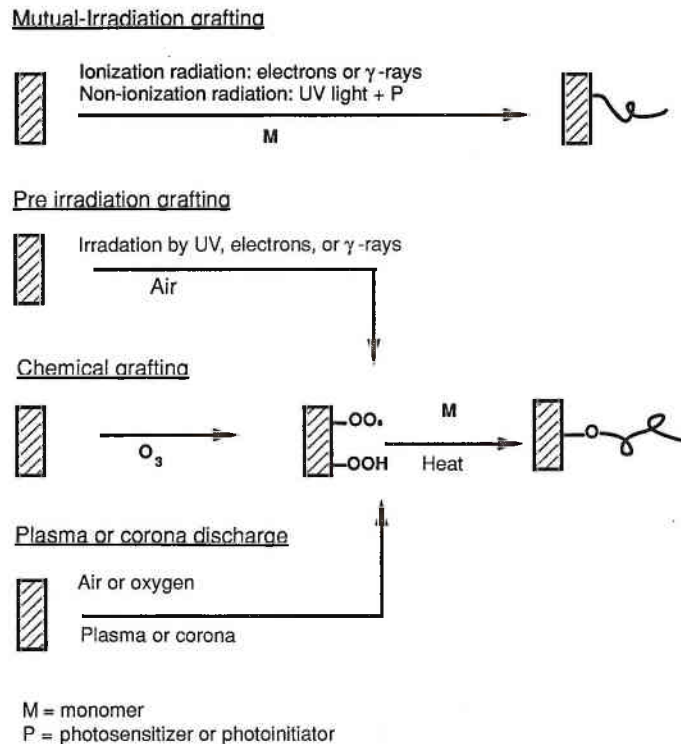 Mutual-Irradiation grafting
Ionization radiation: electrons or γ-rays
Non-ionization radiation: UV light + P
M
Pre irradiation grafting
Irradation by UV, electrons, or γ-rays
Air
Chemical grafting
O₃
OO•
OOH
M
Heat
O
Plasma or corona discharge
Air or oxygen
Plasma or corona
M = monomer
P = photosensitizer or photoinitiator